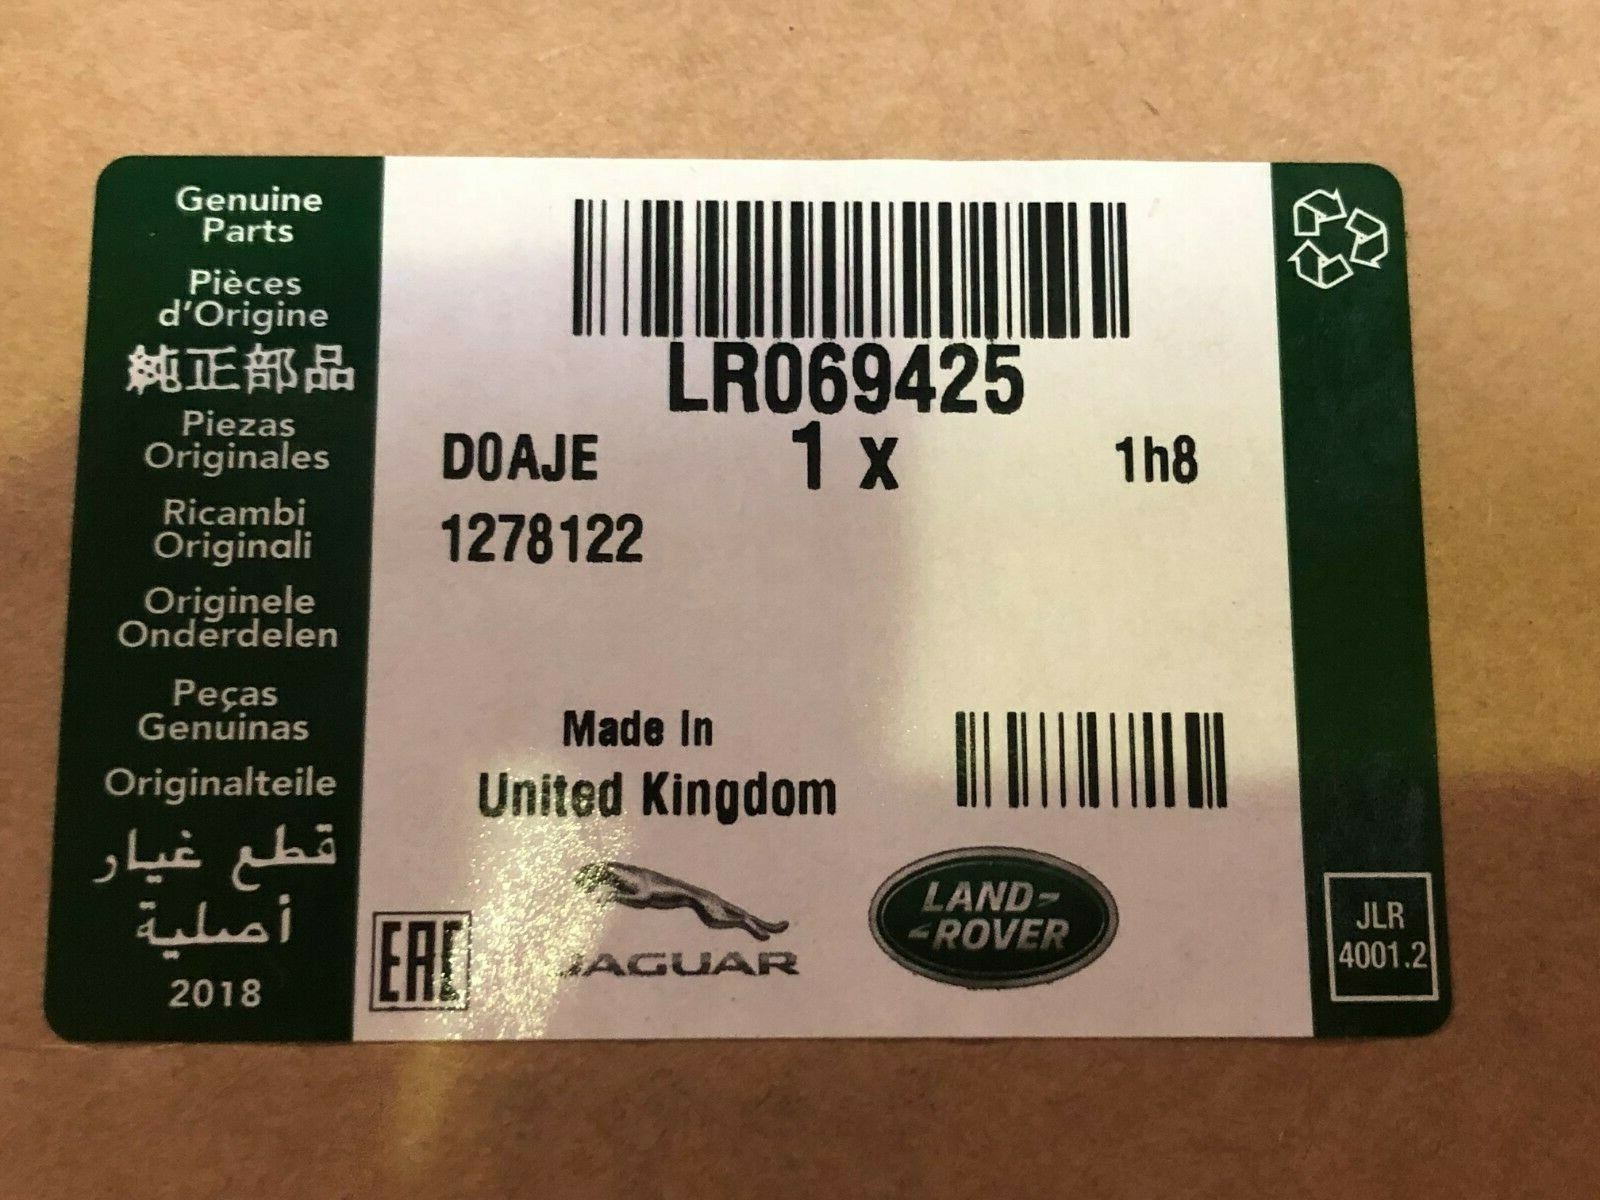 Genuine
Parts
Pièces
d'Origine
純正部品
Piezas
Originales
Ricambi
Originali
Originele
Onderdelen
Peças
Genuinas
Originalteile
قطع غيار
أصلية
2018
LR069425
D0AJE 1 x 1h8
1278122
Made In
United Kingdom
EAC
JAGUAR
LAND-
-ROVER
JLR
4001.2